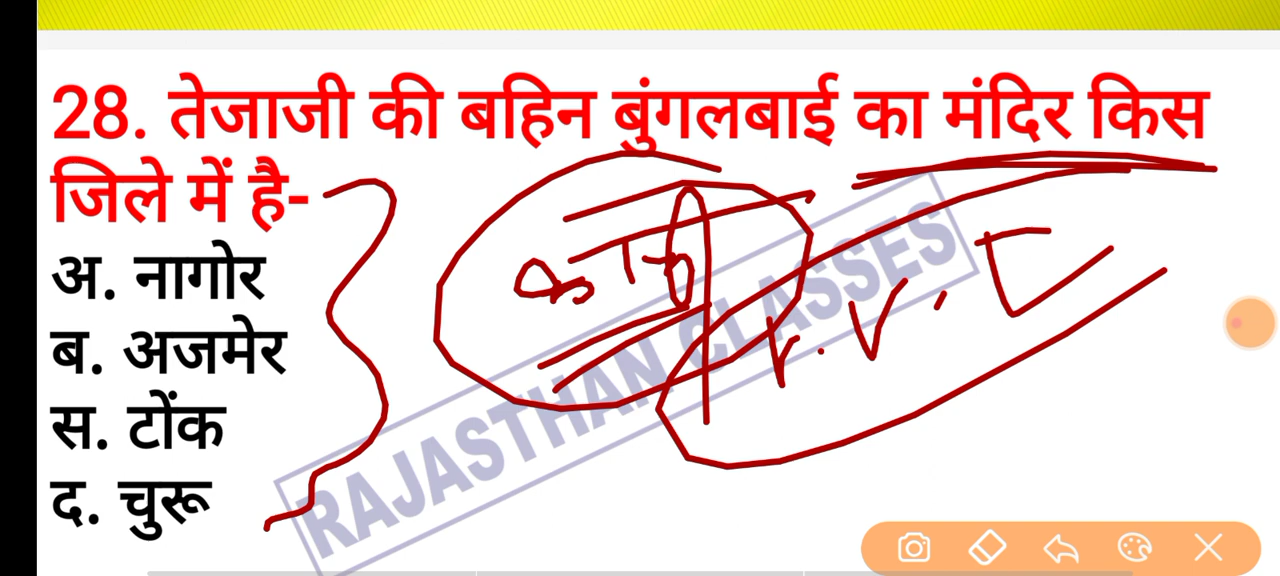 28. तेजाजी की बहिन बुंगलबाई का मंदिर किस
जिले में है-
अ. नागोर
ब. अजमेर
स. टोंक
द. चुरू
RAJASTHAN CLASSES